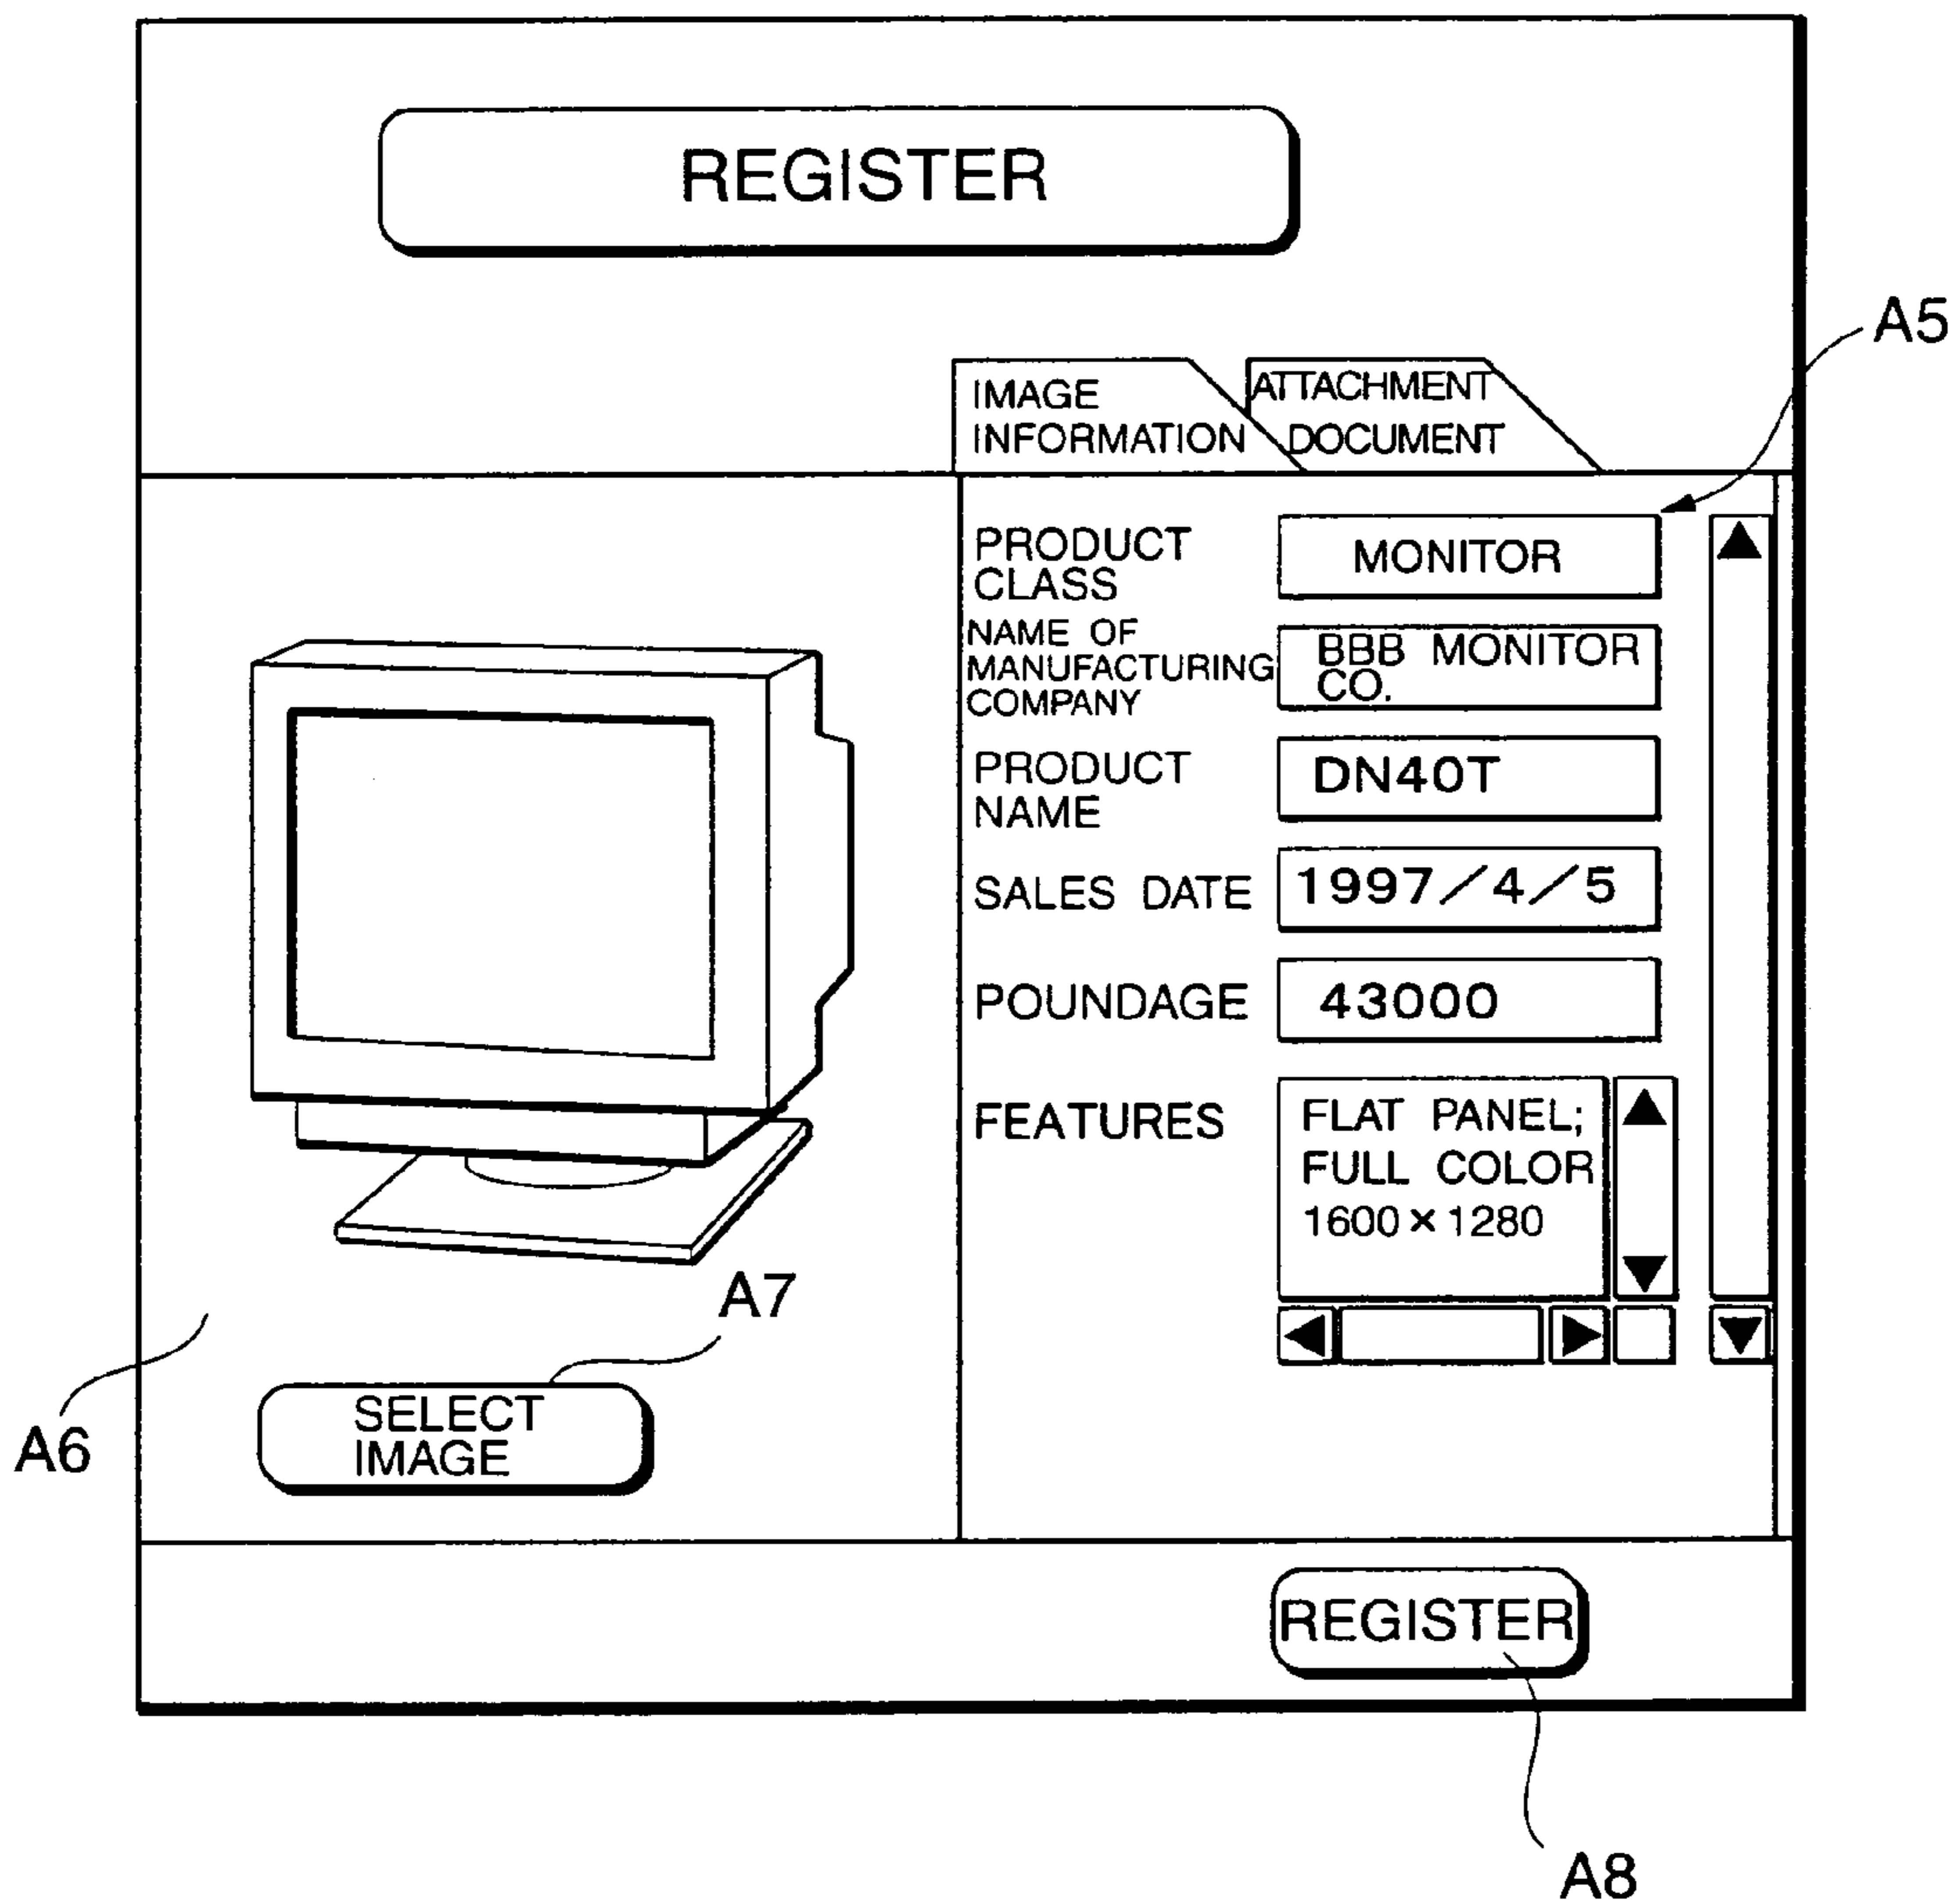 REGISTER
A5
IMAGE
INFORMATION
ATTACHMENT
DOCUMENT
PRODUCT
CLASS
MONITOR
NAME OF
MANUFACTURING
COMPANY
BBB MONITOR
CO.
PRODUCT
NAME
DN40T
SALES DATE
1997/4/5
POUNDAGE
43000
FEATURES
FLAT PANEL;
FULL COLOR
1600×1280
A7
A6
SELECT
IMAGE
REGISTER
A8